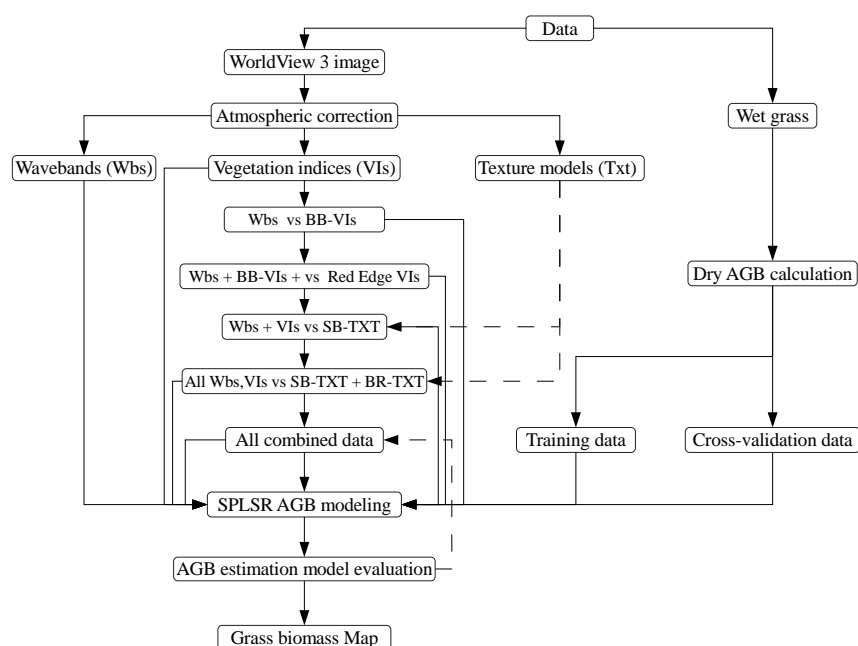 Data
WorldView 3 image
Atmospheric correction
Wet grass
Wavebands (Wbs)
Vegetation indices (VIs)
Texture models (Txt)
Wbs vs BB-VIs
Wbs + BB-VIs + vs Red Edge VIs
Dry AGB calculation
Wbs + VIs vs SB-TXT
All Wbs,VIs vs SB-TXT + BR-TXT
All combined data
Training data
Cross-validation data
SPLSR AGB modeling
AGB estimation model evaluation
Grass biomass Map